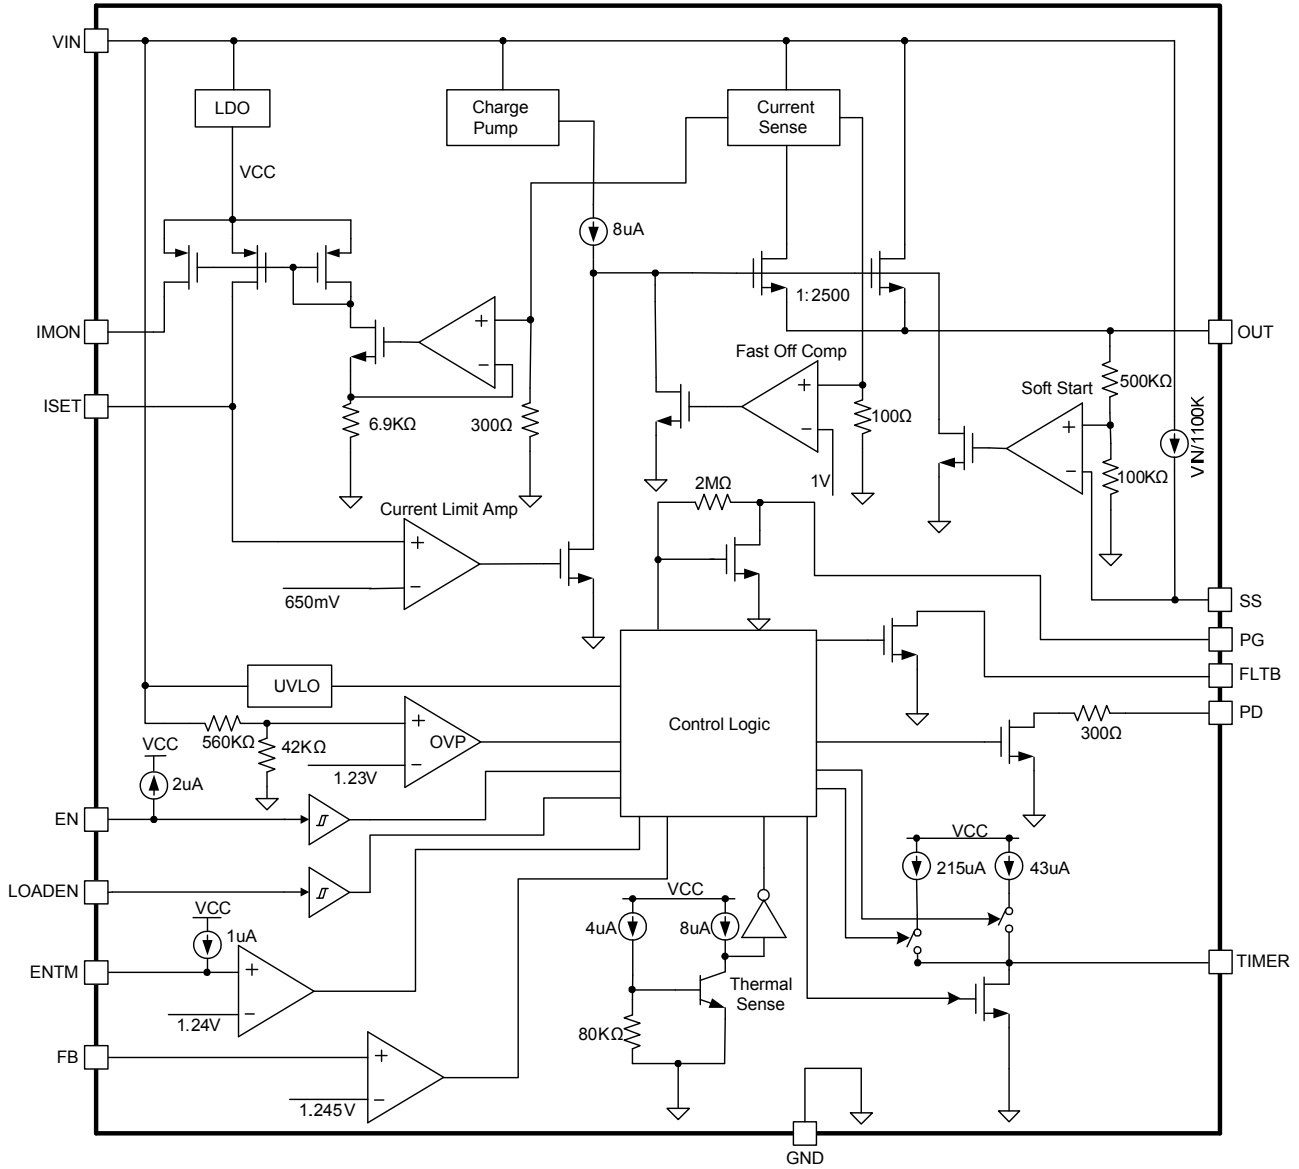 VIN
LDO
Charge
Pump
Current
Sense
VCC
8uA
1:2500
IMON
OUT
Fast Off Comp
Soft Start
500KΩ
ISET
6.9KΩ
300Ω
100Ω
VIN/1100K
1V
100KΩ
2MΩ
Current Limit Amp
650mV
SS
PG
FLTB
UVLO
PD
Control Logic
560KΩ
42KΩ
OVP
300Ω
VCC
1.23V
2uA
EN
VCC
215uA
43uA
LOADEN
VCC
VCC
4uA
8uA
1uA
ENTM
TIMER
Thermal
Sense
1.24V
80KΩ
FB
1.245V
GND
+
−
+
−
+
−
+
−
+
−
+
−
+
−